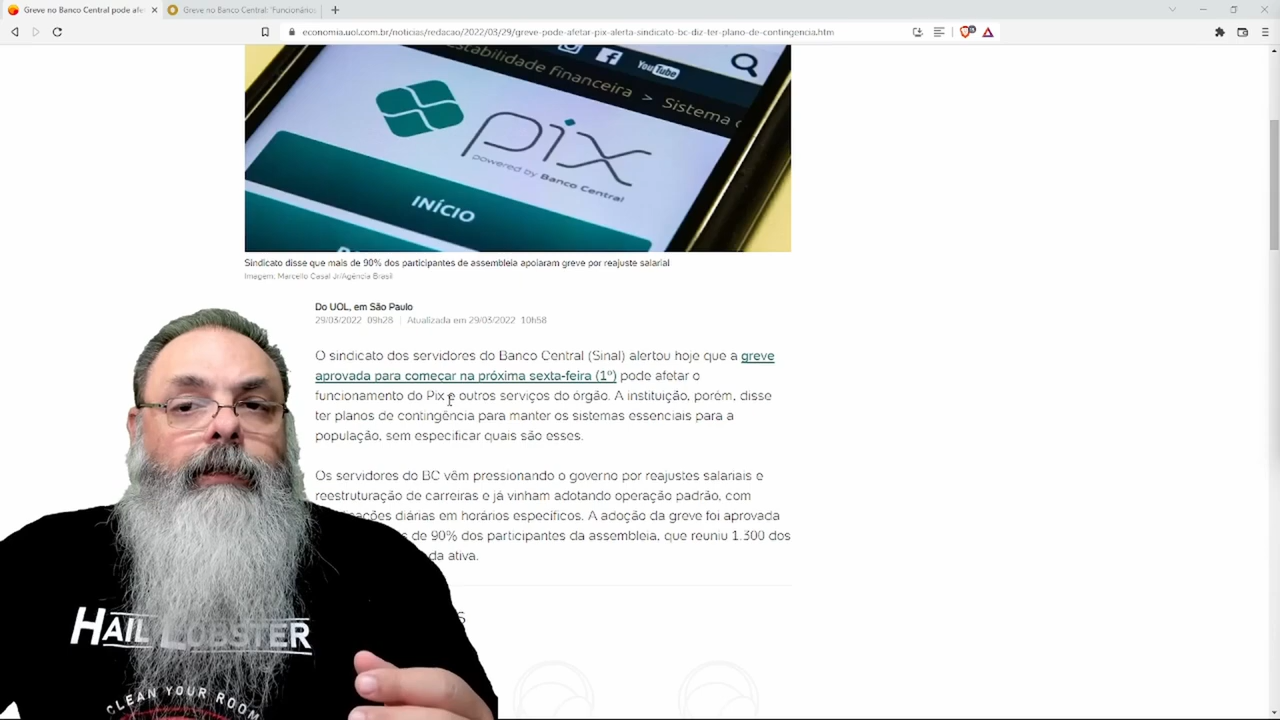 Greve no Banco Central pode afe
Greve no Banco Central: 'Funcionário
economia.uol.com.br/noticias/redacao/2022/03/29/greve-pode-afetar-pix-alerta-sindicato-bc-diz-ter-plano-de-contingencia.htm
You Tube
Estabilidade financeira > Sistema
pix
powered by Banco Central
INÍCIO
Sindicato disse que mais de 90% dos participantes de assembleia apoiaram greve por reajuste salarial
Imagem: Marcello Casal Jr/Agência Brasil
Do UOL, em São Paulo
29/03/2022 09h28 | Atualizada em 29/03/2022 10h58
O sindicato dos servidores do Banco Central (Sinal) alertou hoje que a greve
aprovada para começar na próxima sexta-feira (1º) pode afetar o
funcionamento do Pix e outros serviços do órgão. A instituição, porém, disse
ter planos de contingência para manter os sistemas essenciais para a
população, sem especificar quais são esses.
Os servidores do BC vêm pressionando o governo por reajustes salariais e
reestruturação de carreiras e já vinham adotando operação padrão, com
ações diárias em horários específicos. A adoção da greve foi aprovada
de 90% dos participantes da assembleia, que reuniu 1.300 dos
da ativa.
HAIL LOBSTER
CLEAN YOUR ROOM